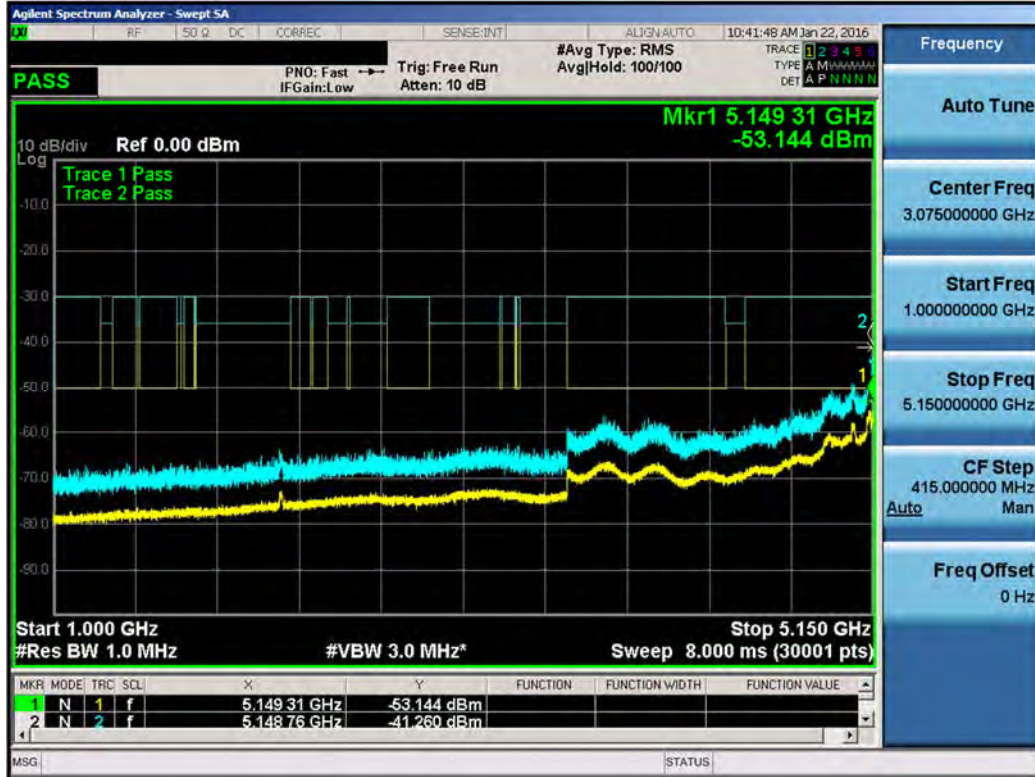 Agilent Spectrum Analyzer - Swept SA
LXI RF 50 Ω DC CORREC SENSE:INT ALIGN AUTO 10:41:48 AM Jan 22, 2016
PASS
PNO: Fast
IFGain:Low
Trig: Free Run
Atten: 10 dB
#Avg Type: RMS
Avg|Hold: 100/100
TRACE 1 2 3 4 5 6
TYPE A M
DET A P N N N N
Mkr1 5.149 31 GHz
-53.144 dBm
10 dB/div
Log
Ref 0.00 dBm
Trace 1 Pass
Trace 2 Pass
-10.0
-20.0
-30.0
-40.0
-50.0
-60.0
-70.0
-80.0
-90.0
2
1
Start 1.000 GHz
Stop 5.150 GHz
#Res BW 1.0 MHz
#VBW 3.0 MHz*
Sweep 8.000 ms (30001 pts)
MKR MODE TRC SCL X Y FUNCTION FUNCTION WIDTH FUNCTION VALUE
1 N 1 f 5.149 31 GHz -53.144 dBm
2 N 2 f 5.148 76 GHz -41.260 dBm
MSG
STATUS
Frequency
Auto Tune
Center Freq
3.075000000 GHz
Start Freq
1.000000000 GHz
Stop Freq
5.150000000 GHz
CF Step
415.000000 MHz
Auto Man
Freq Offset
0 Hz